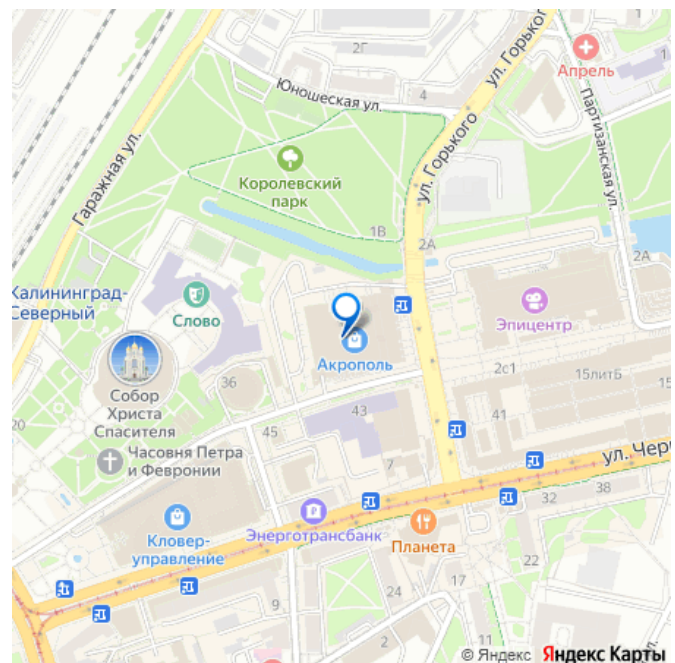 2Г
Апрель
1
Юношеская ул.
4
ул. Горького
ул. Горького
Партизанская ул.
Гаражная ул.
Королевский
парк
1В
2А
2А
Калининград-
Северный
Слово
Эпицентр
Акрополь
2с1
15литБ
15
36
Собор
Христа
Спасителя
20
43
41
45
Часовня Петра
и Февронии
7
ул. Чер
32
38
Энерготрансбанк
Кловер-
управление
Планета
22
24
17
9
2
11
© Яндекс Яндекс Карты